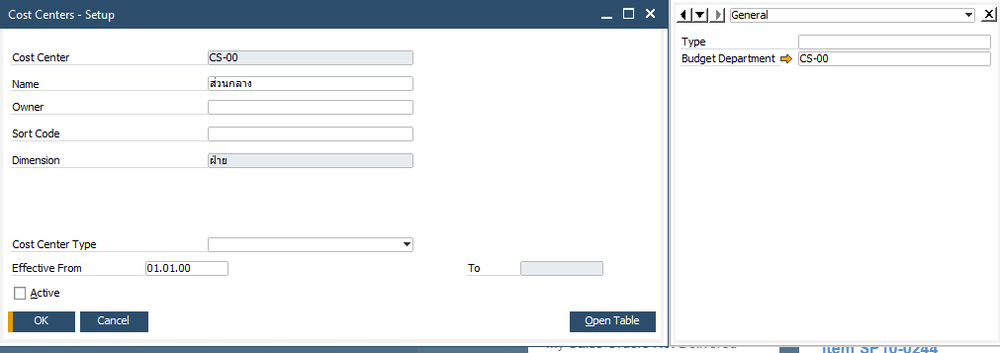 Cost Centers - Setup
Cost Center CS-00
Name ส่วนกลาง
Owner
Sort Code
Dimension ฝ่าย
Cost Center Type
Effective From 01.01.00 To
Active
OK Cancel Open Table
General
Type
Budget Department CS-00
Item SP10-0244